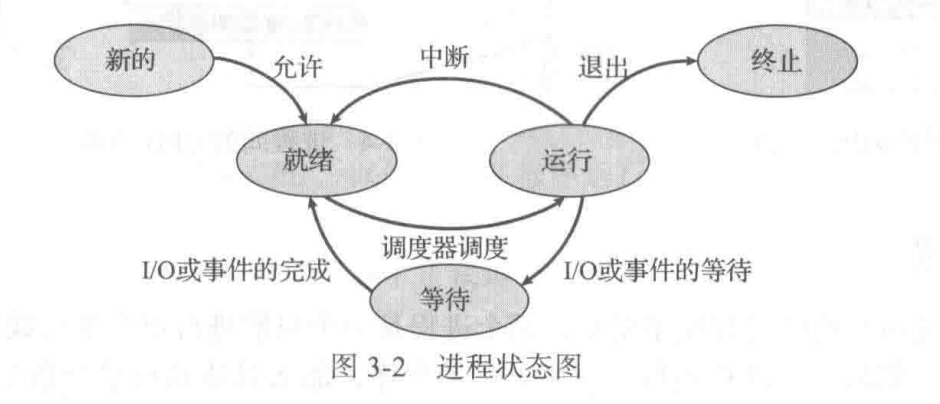 新的
允许
中断
退出
终止
就绪
运行
调度器调度
I/O或事件的完成
等待
I/O或事件的等待
图 3-2 进程状态图